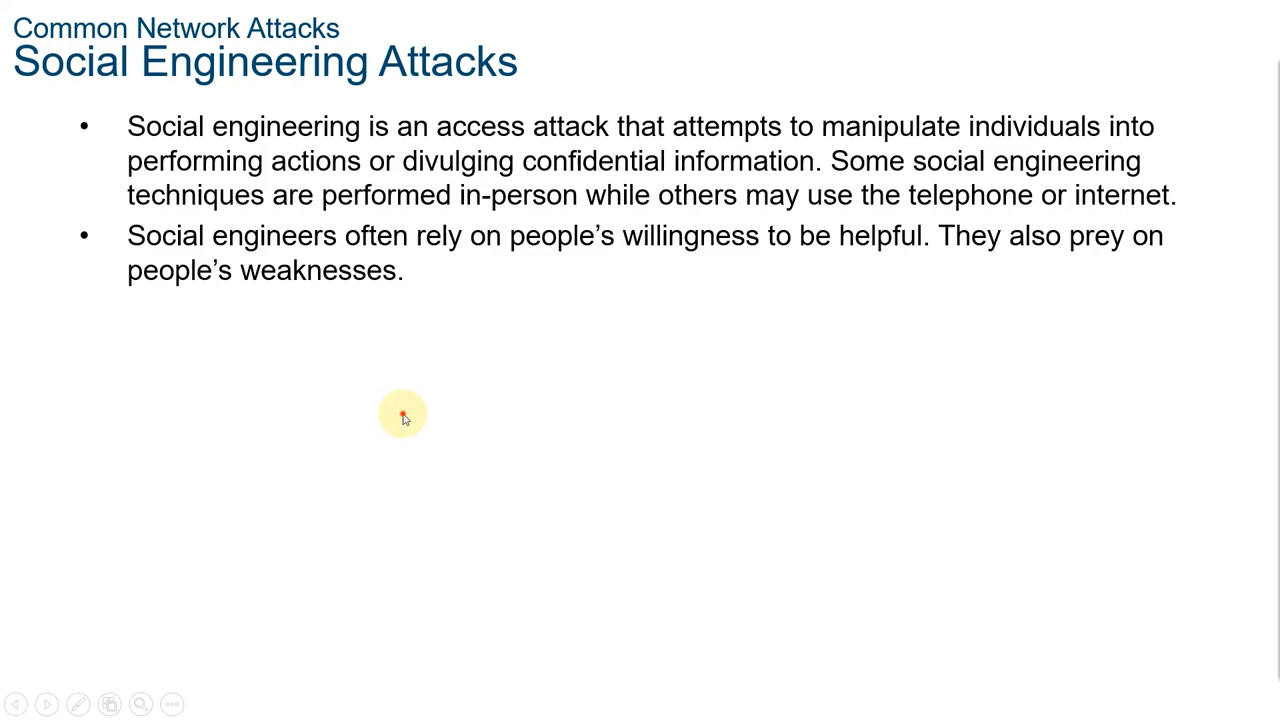 Common Network Attacks
Social Engineering Attacks
• Social engineering is an access attack that attempts to manipulate individuals into
performing actions or divulging confidential information. Some social engineering
techniques are performed in-person while others may use the telephone or internet.
• Social engineers often rely on people’s willingness to be helpful. They also prey on
people’s weaknesses.